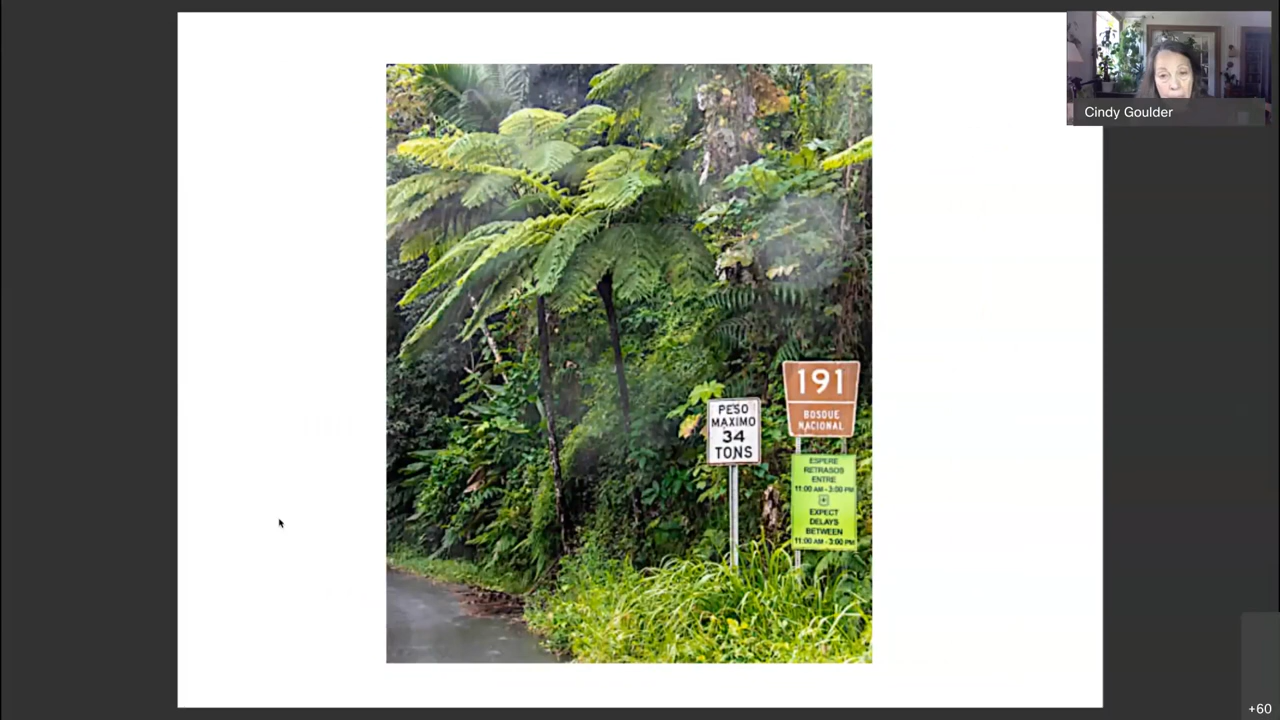 Cindy Goulder
191
BOSQUE
NACIONAL
PESO
MAXIMO
34
TONS
ESPERE
RETRASOS
ENTRE
11:00 AM - 3:00 PM
EXPECT
DELAYS
BETWEEN
11:00 AM - 3:00 PM
+60